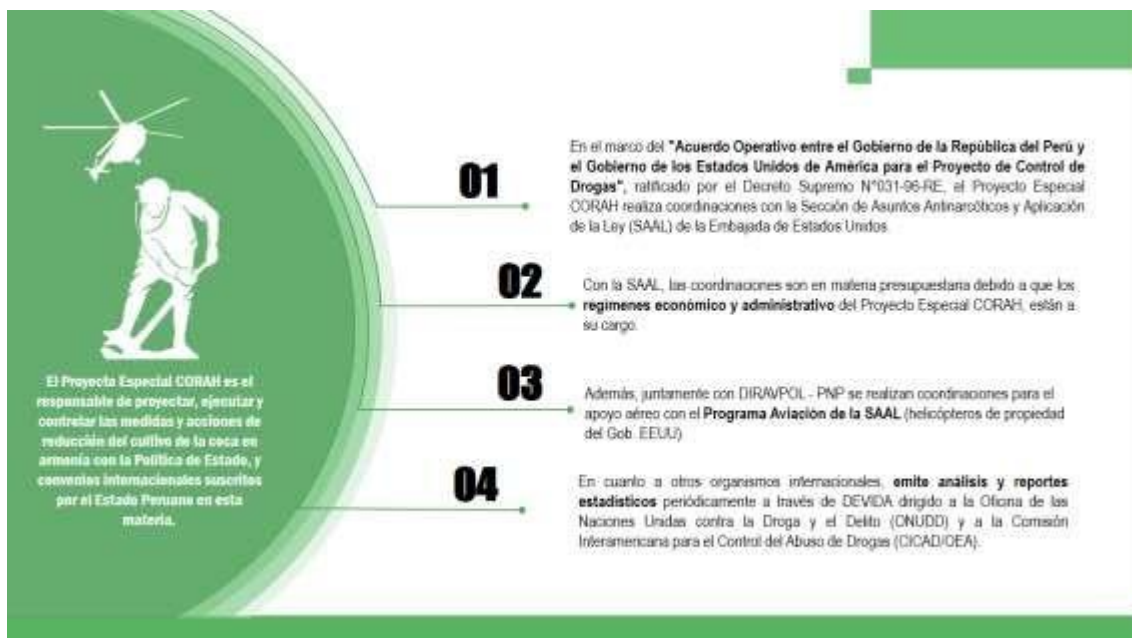 El Proyecto Especial CORAH es el
responsable de proyectar, ejecutar y
controlar las medidas y acciones de
reducción del cultivo de la coca en
armonía con la Política de Estado, y
convenios internacionales suscritos
por el Estado Peruano en esta
materia.
01
En el marco del "Acuerdo Operativo entre el Gobierno de la República del Perú y
el Gobierno de los Estados Unidos de América para el Proyecto de Control de
Drogas", ratificado por el Decreto Supremo N°031-96-RE, el Proyecto Especial
CORAH realiza coordinaciones con la Sección de Asuntos Antinarcóticos y Aplicación
de la Ley (SAAL) de la Embajada de Estados Unidos.
02
Con la SAAL, las coordinaciones son en materia presupuestaria debido a que los
regímenes económico y administrativo del Proyecto Especial CORAH, están a
su cargo.
03
Además, juntamente con DIRAVPOL - PNP se realizan coordinaciones para el
apoyo aéreo con el Programa Aviación de la SAAL (helicópteros de propiedad
del Gob. EEUU)
04
En cuanto a otros organismos internacionales, emite análisis y reportes
estadísticos periódicamente a través de DEVIDA dirigido a la Oficina de las
Naciones Unidas contra la Droga y el Delito (ONUDD) y a la Comisión
Interamericana para el Control del Abuso de Drogas (CICAD/OEA).